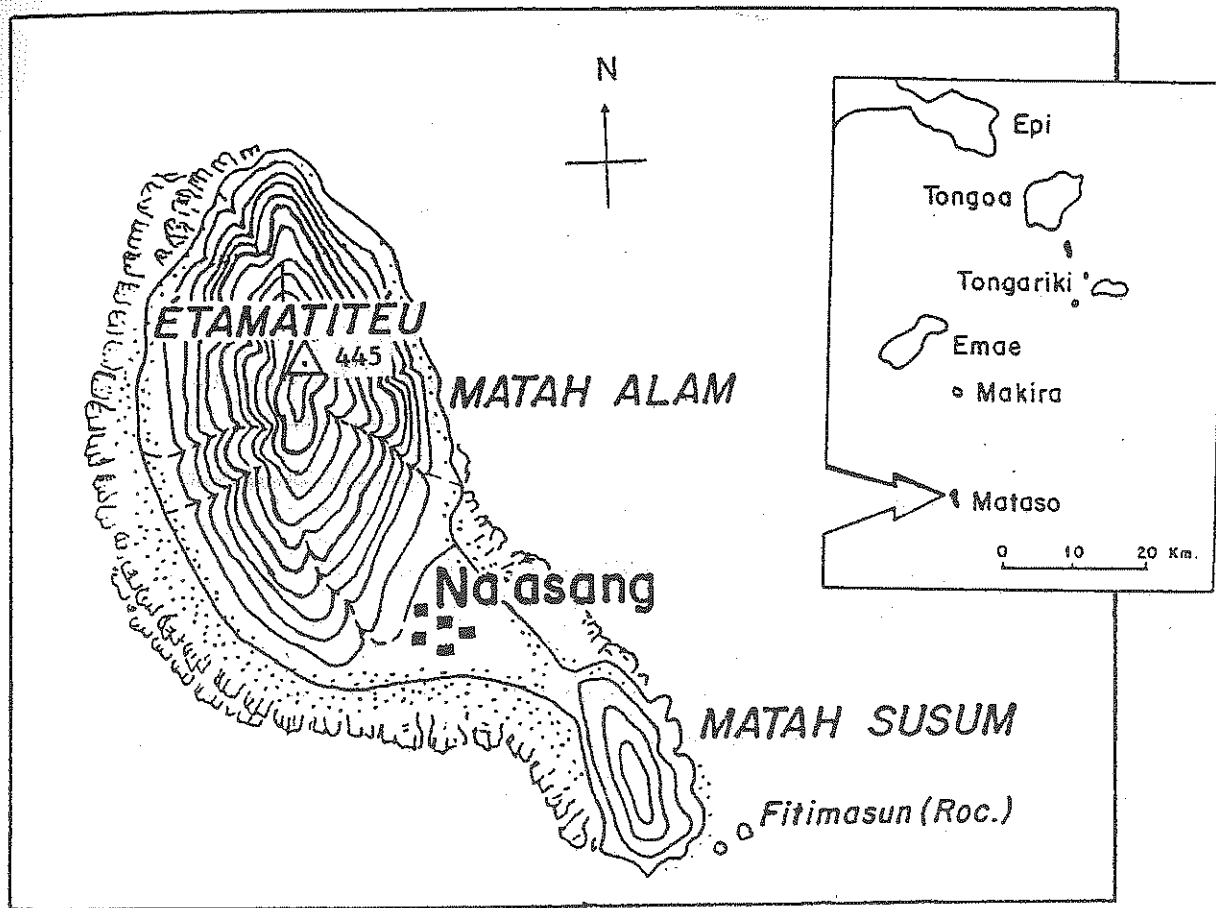 N
ÉTAMATITÉU
445
MATAH ALAM
Na asang
MATAH SUSUM
Fitimasun (Roc.)
Epi
Tongoa
Tongariki
Emae
Makira
Mataso
0 10 20 Km.